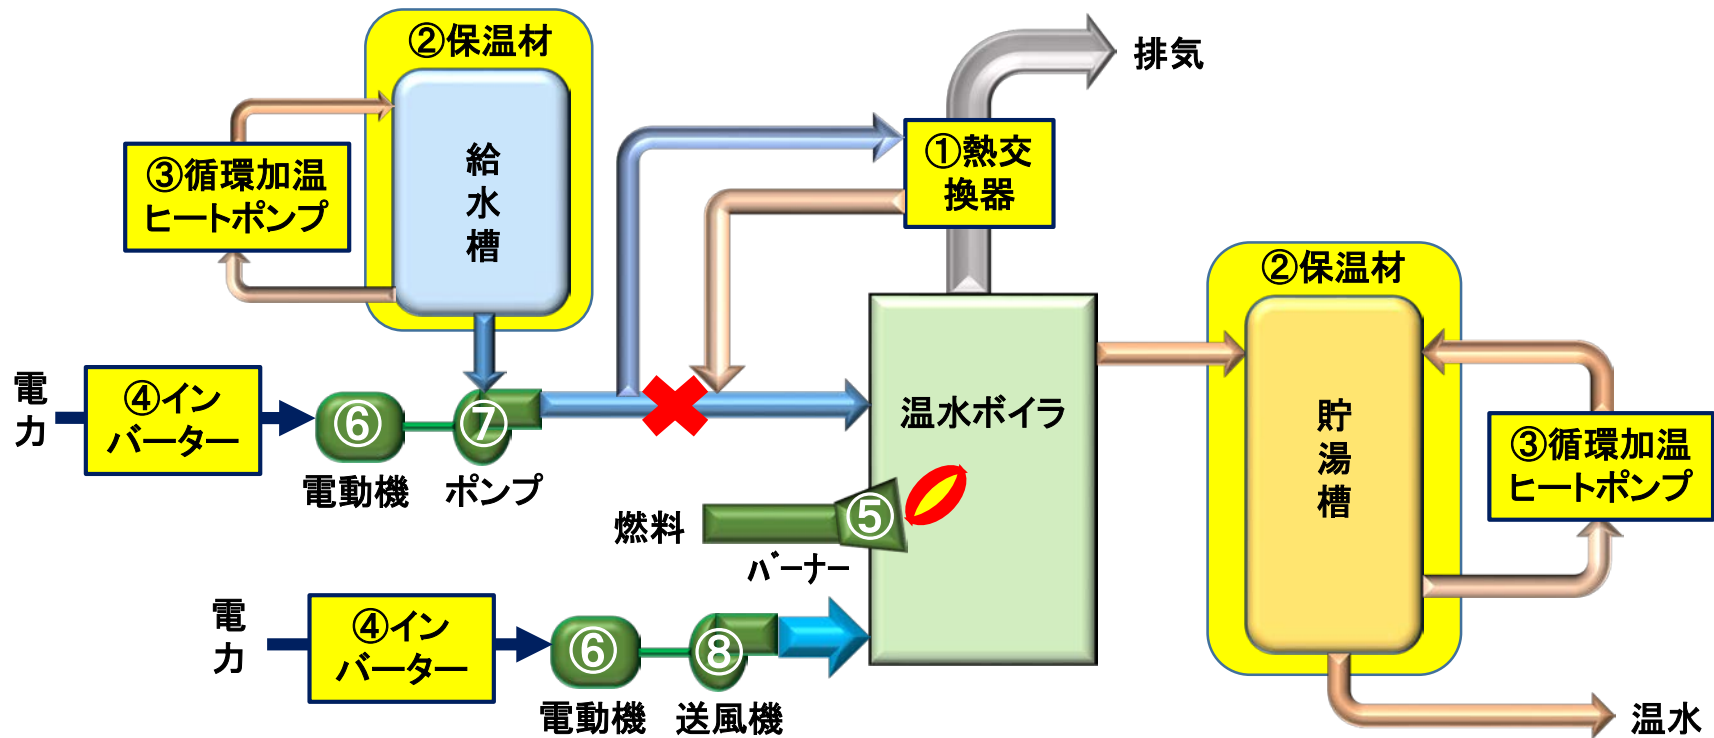 ②保温材
給水槽
③循環加温
ヒートポンプ
排気
①熱交
換器
②保温材
貯湯槽
③循環加温
ヒートポンプ
電力
④イン
バーター
⑥
電動機
⑦
ポンプ
温水ボイラ
燃料
⑤
バーナー
電力
④イン
バーター
⑥
電動機
⑧
送風機
温水